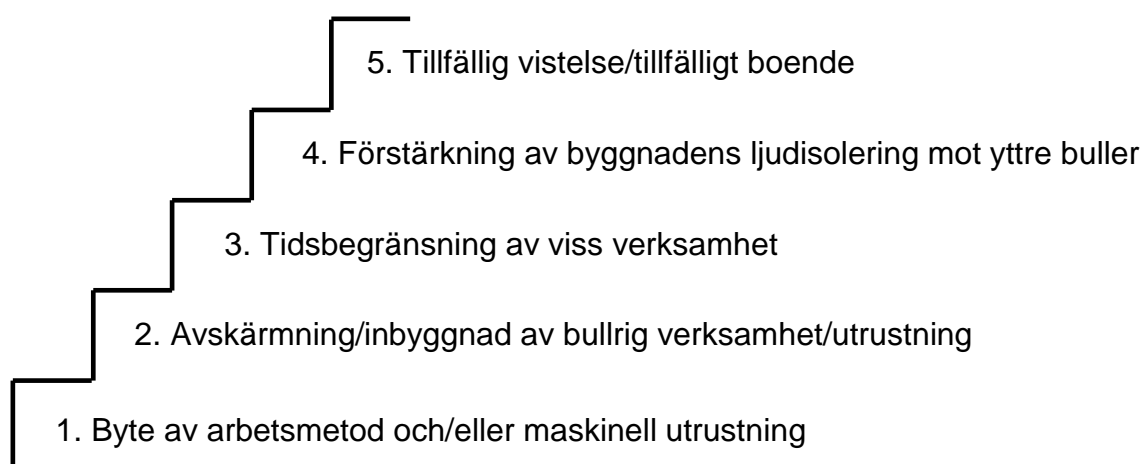 5. Tillfällig vistelse/tillfälligt boende
4. Förstärkning av byggnadens ljudisolering mot yttre buller
3. Tidsbegränsning av viss verksamhet
2. Avskärmning/inbyggnad av bullrig verksamhet/utrustning
1. Byte av arbetsmetod och/eller maskinell utrustning